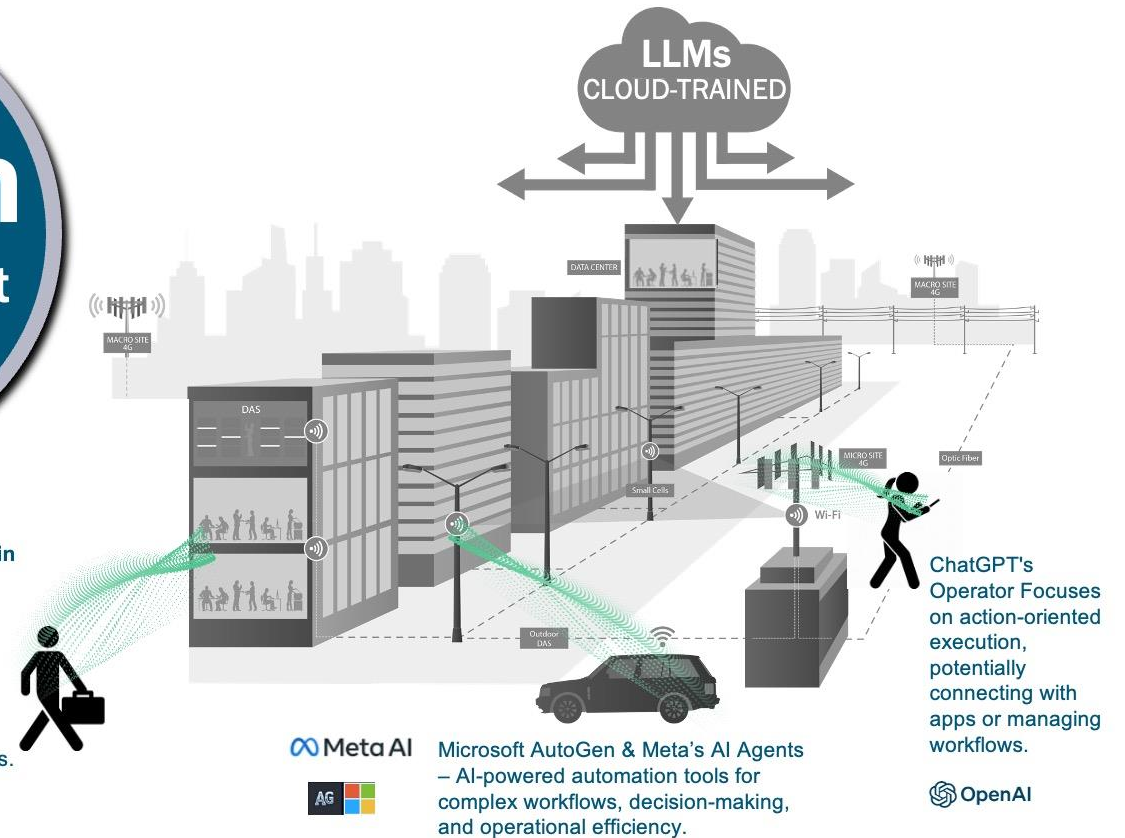 LLMs
CLOUD-TRAINED
DATA CENTER
MACRO SITE
4G
MACRO SITE
4G
DAS
MICRO SITE
4G
Optic Fiber
Small Cells
Wi-Fi
Outdoor
DAS
in
t
s.
ChatGPT's
Operator Focuses
on action-oriented
execution,
potentially
connecting with
apps or managing
workflows.
OpenAI
Meta AI
AG
Microsoft AutoGen & Meta's AI Agents
– AI-powered automation tools for
complex workflows, decision-making,
and operational efficiency.